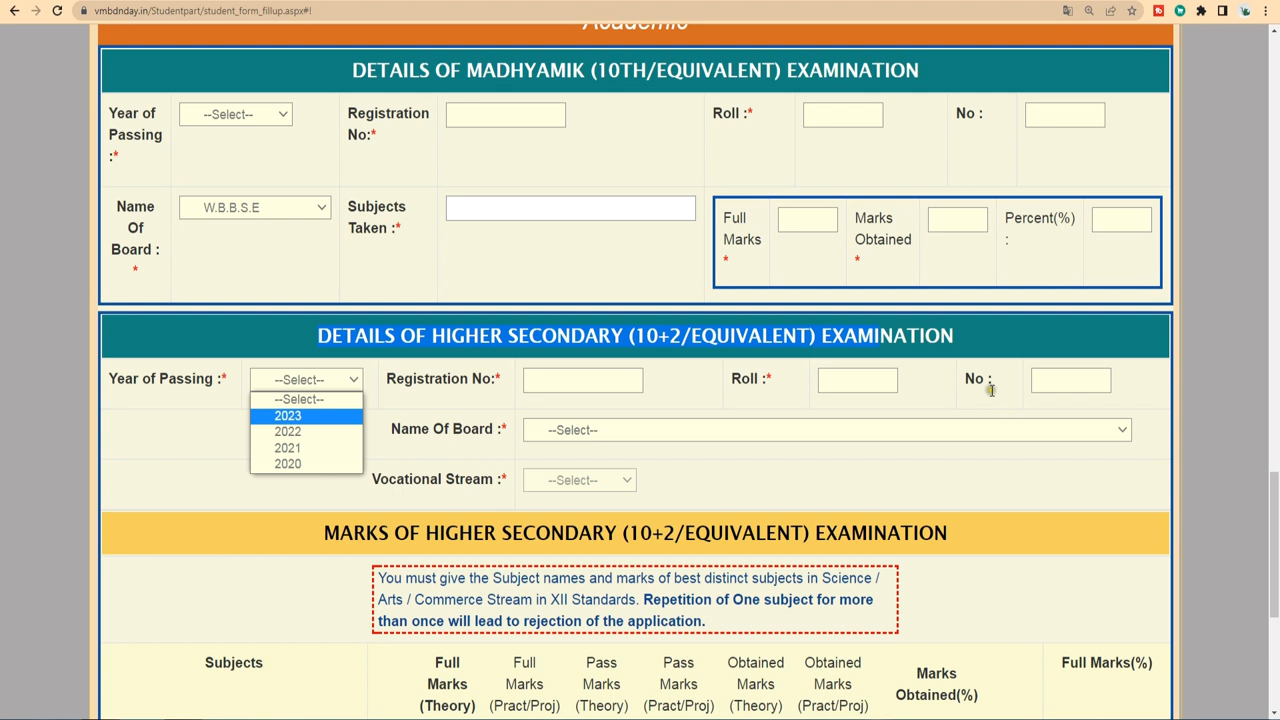 vmbdnday.in/Studentpart/student_form_fillup.aspx#!
Academic
DETAILS OF MADHYAMIK (10TH/EQUIVALENT) EXAMINATION
Year of Passing :* --Select-- Registration No:* Roll :* No :
Name Of Board : * W.B.B.S.E Subjects Taken :* Full Marks * Marks Obtained * Percent(%) :
DETAILS OF HIGHER SECONDARY (10+2/EQUIVALENT) EXAMINATION
Year of Passing :* --Select-- Registration No:* Roll :* No :
--Select--
2023
2022
2021
2020
Name Of Board :* --Select--
Vocational Stream :* --Select--
MARKS OF HIGHER SECONDARY (10+2/EQUIVALENT) EXAMINATION
You must give the Subject names and marks of best distinct subjects in Science /
Arts / Commerce Stream in XII Standards. Repetition of One subject for more
than once will lead to rejection of the application.
Subjects Full Marks (Theory) Full Marks (Pract/Proj) Pass Marks (Theory) Pass Marks (Pract/Proj) Obtained Marks (Theory) Obtained Marks (Pract/Proj) Marks Obtained(%) Full Marks(%)